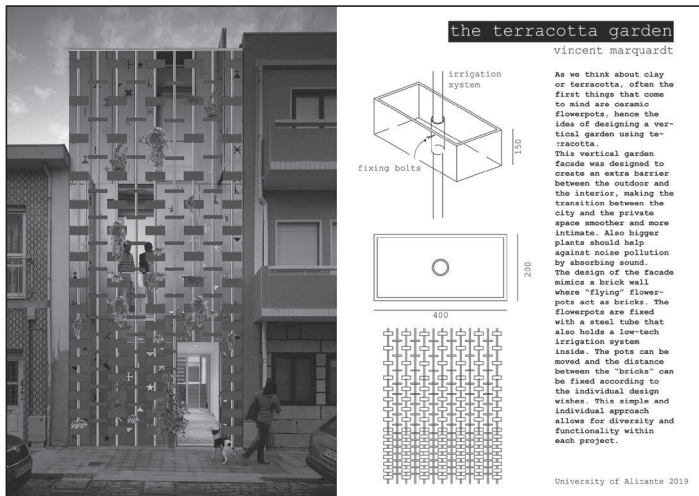 the terracotta garden
vincent marquardt
irrigation
system
fixing bolts
150
200
400
As we think about clay
or terracotta, often the
first things that come
to mind are ceramic
flowerpots, hence the
idea of designing a ver-
tical garden using te-
rracotta.
This vertical garden
facade was designed to
create an extra barrier
between the outdoor and
the interior, making the
transition between the
city and the private
space smoother and more
intimate. Also bigger
plants should help
against noise pollution
by absorbing sound.
The design of the facade
mimics a brick wall
where "flying" flower-
pots act as bricks. The
flowerpots are fixed
with a steel tube that
also holds a low-tech
irrigation system
inside. The pots can be
moved and the distance
between the "bricks" can
be fixed according to
the individual design
wishes. This simple and
individual approach
allows for diversity and
functionality within
each project.
University of Alicante 2019